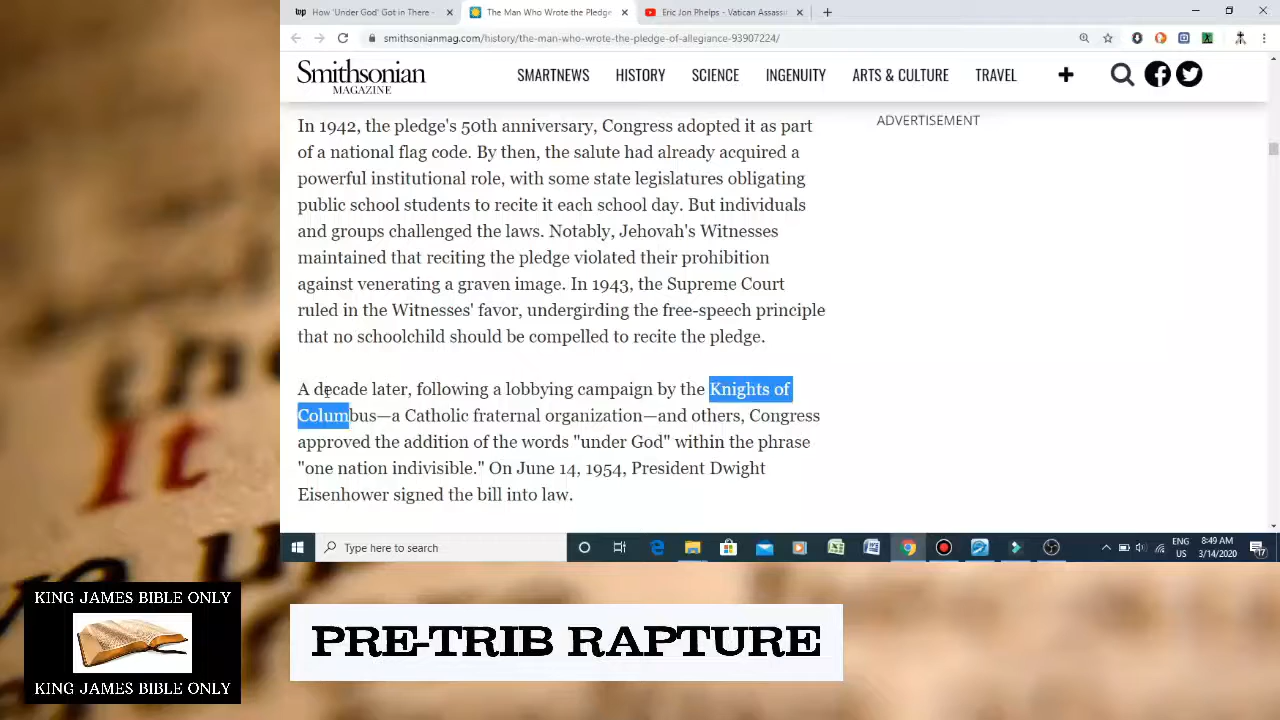 How 'Under God' Got in There -
The Man Who Wrote the Pledge
Eric Jon Phelps - Vatican Assass
smithsonianmag.com/history/the-man-who-wrote-the-pledge-of-allegiance-93907224/
Smithsonian
MAGAZINE
SMARTNEWS HISTORY SCIENCE INGENUITY ARTS & CULTURE TRAVEL
ADVERTISEMENT
In 1942, the pledge's 50th anniversary, Congress adopted it as part
of a national flag code. By then, the salute had already acquired a
powerful institutional role, with some state legislatures obligating
public school students to recite it each school day. But individuals
and groups challenged the laws. Notably, Jehovah's Witnesses
maintained that reciting the pledge violated their prohibition
against venerating a graven image. In 1943, the Supreme Court
ruled in the Witnesses' favor, undergirding the free-speech principle
that no schoolchild should be compelled to recite the pledge.
A decade later, following a lobbying campaign by the Knights of
Columbus—a Catholic fraternal organization—and others, Congress
approved the addition of the words "under God" within the phrase
"one nation indivisible." On June 14, 1954, President Dwight
Eisenhower signed the bill into law.
Type here to search
ENG
US
8:49 AM
3/14/2020
17
It
KING JAMES BIBLE ONLY
KING JAMES BIBLE ONLY
PRE-TRIB RAPTURE